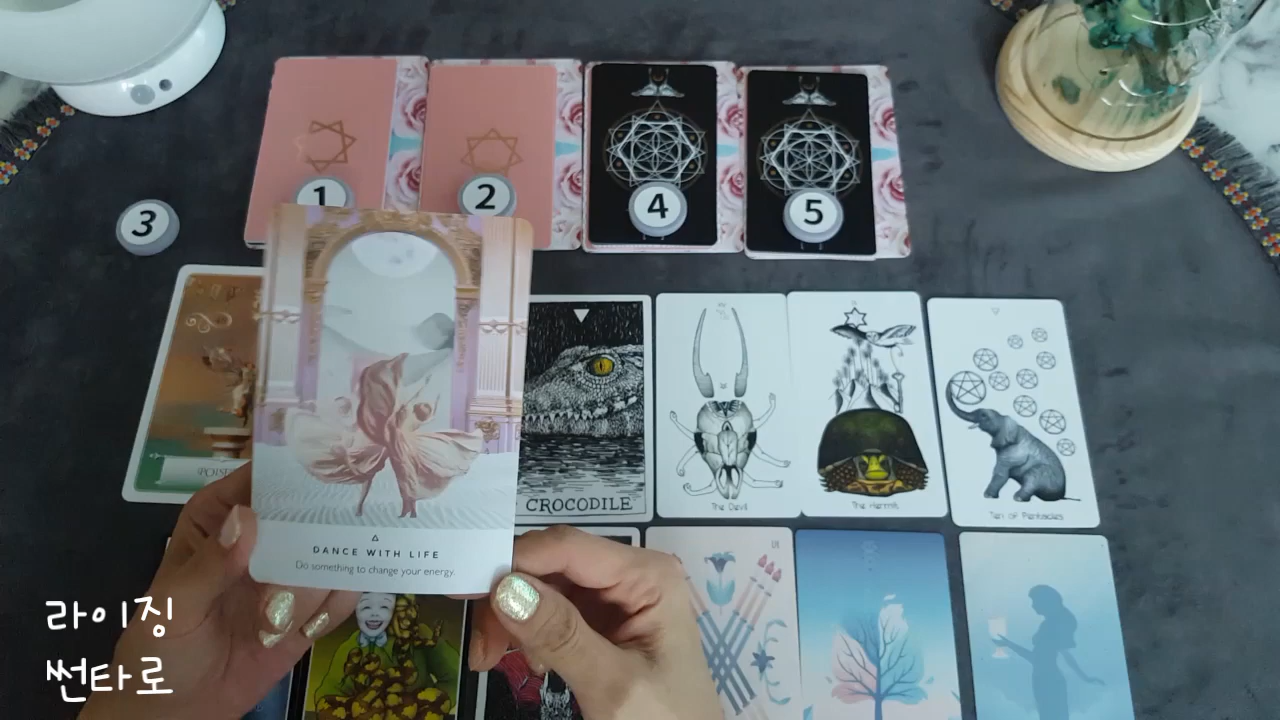 1
2
4
5
3
POISE
CROCODILE
The Devil
The Hermit
Ten of Pentacles
DANCE WITH LIFE
Do something to change your energy.
라이징
썬타로